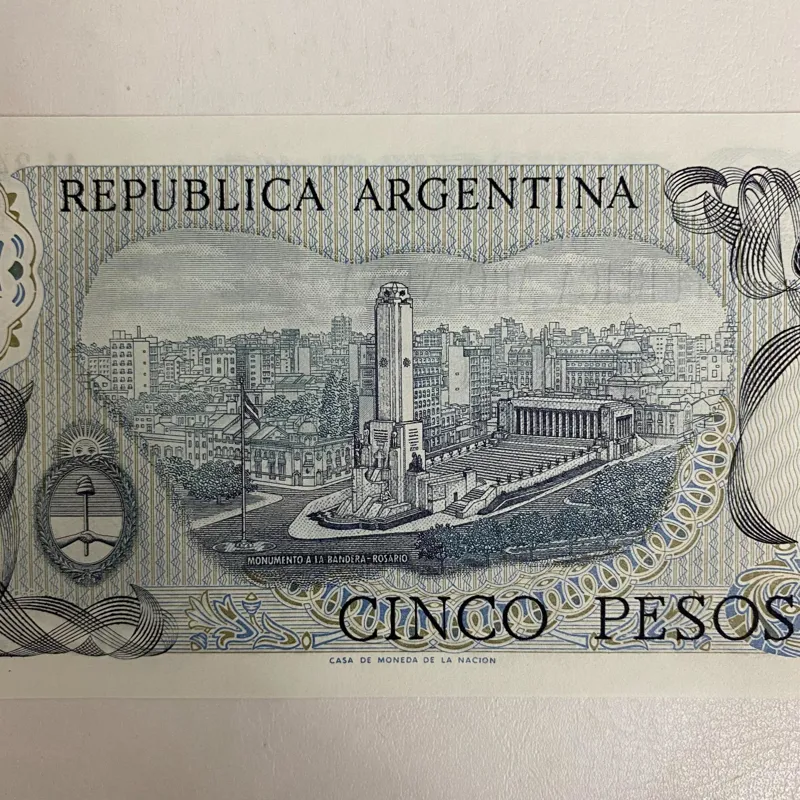 REPUBLICA ARGENTINA
MONUMENTO A LA BANDERA-ROSARIO
CINCO PESOS
CASA DE MONEDA DE LA NACION